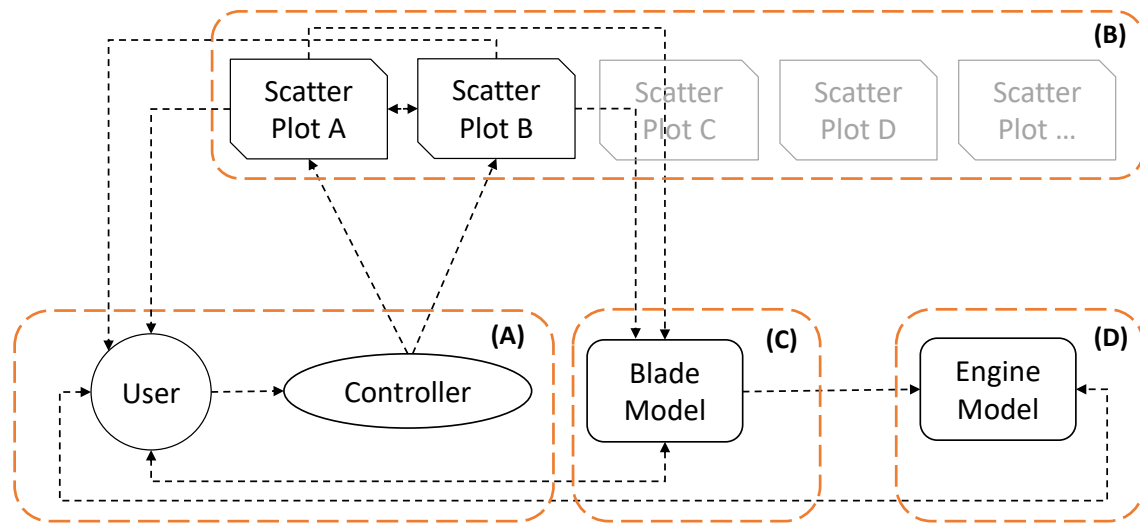 (B)
Scatter
Plot A
Scatter
Plot B
Scatter
Plot C
Scatter
Plot D
Scatter
Plot ...
(A)
User
Controller
(C)
Blade
Model
(D)
Engine
Model